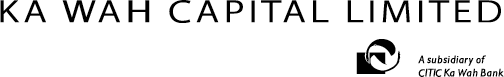 KA WAH CAPITAL LIMITED
A subsidiary of
CITIC Ka Wah Bank